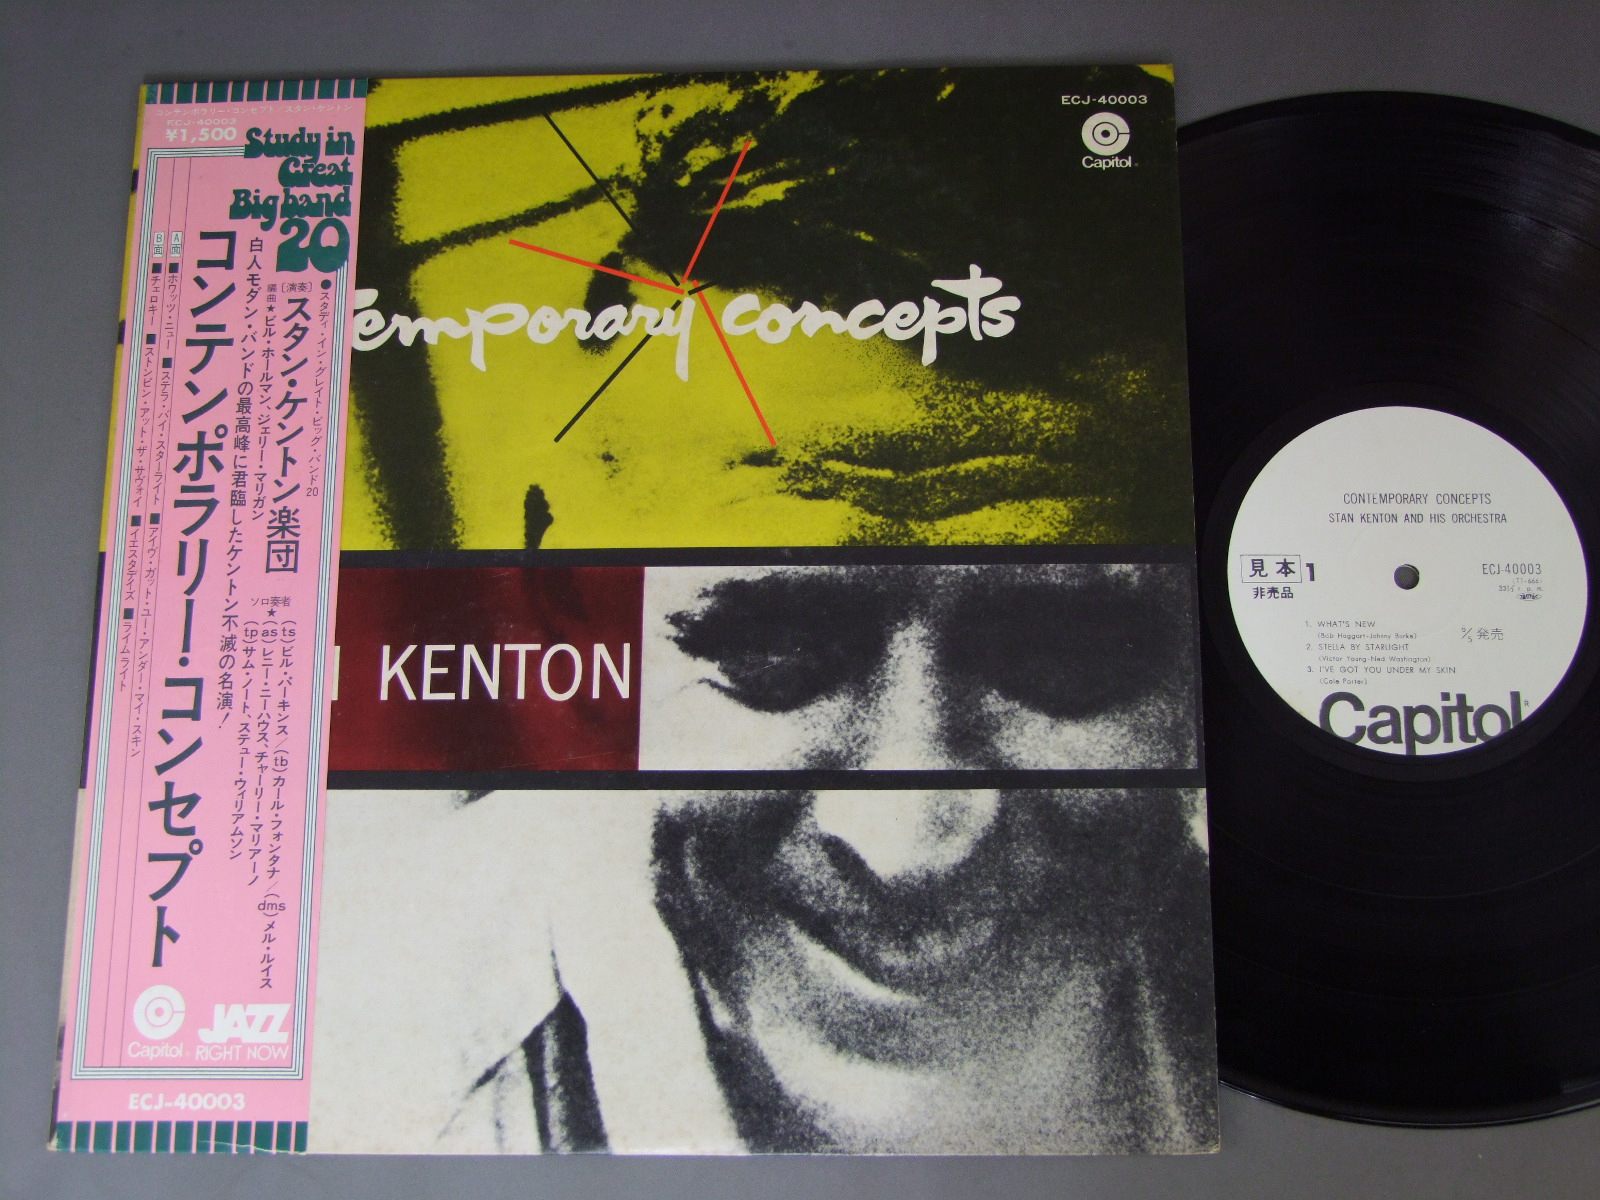 コンテンポラリー・コンセプト/スタン・ケントン
ECJ-40003
¥1,500
Study in
Great
Big band
20
●スタディ・イン・グレイト・ビッグ・バンド20
[演奏]スタン・ケントン楽団
編曲★ビル・ホールマン、ジェリー・マリガン
白人モダン・バンドの最高峰に君臨したケントン不滅の名演!
コンテンポラリー・コンセプト
ソロ奏者
★(ts)ビル・パーキンス/(tb)カール・フォンタナ/(dms)メル・ルイス
(as)レニー・ニーハウス、チャーリー・マリアーノ
(tp)サム・ノート、ステュー・ウィリアムソン
A面 ■ホワッツ・ニュー ■ステラ・バイ・スターライト ■アイヴ・ガット・ユー・アンダー・マイ・スキン
B面 ■チェロキー ■ストンピン・アット・ザ・サヴォイ ■イエスタデイズ ■ライムライト
Capitol
JAZZ
RIGHT NOW
ECJ-40003
ECJ-40003
Capitol
temporary concepts
KENTON
CONTEMPORARY CONCEPTS
STAN KENTON AND HIS ORCHESTRA
見本 1
非売品
ECJ-40003
(T1-666)
33⅓ r. p. m.
1. WHAT'S NEW
(Bob Haggart-Johnny Burke)
2. STELLA BY STARLIGHT
(Victor Young-Ned Washington)
3. I'VE GOT YOU UNDER MY SKIN
(Cole Porter)
9/5 発売
Capitol